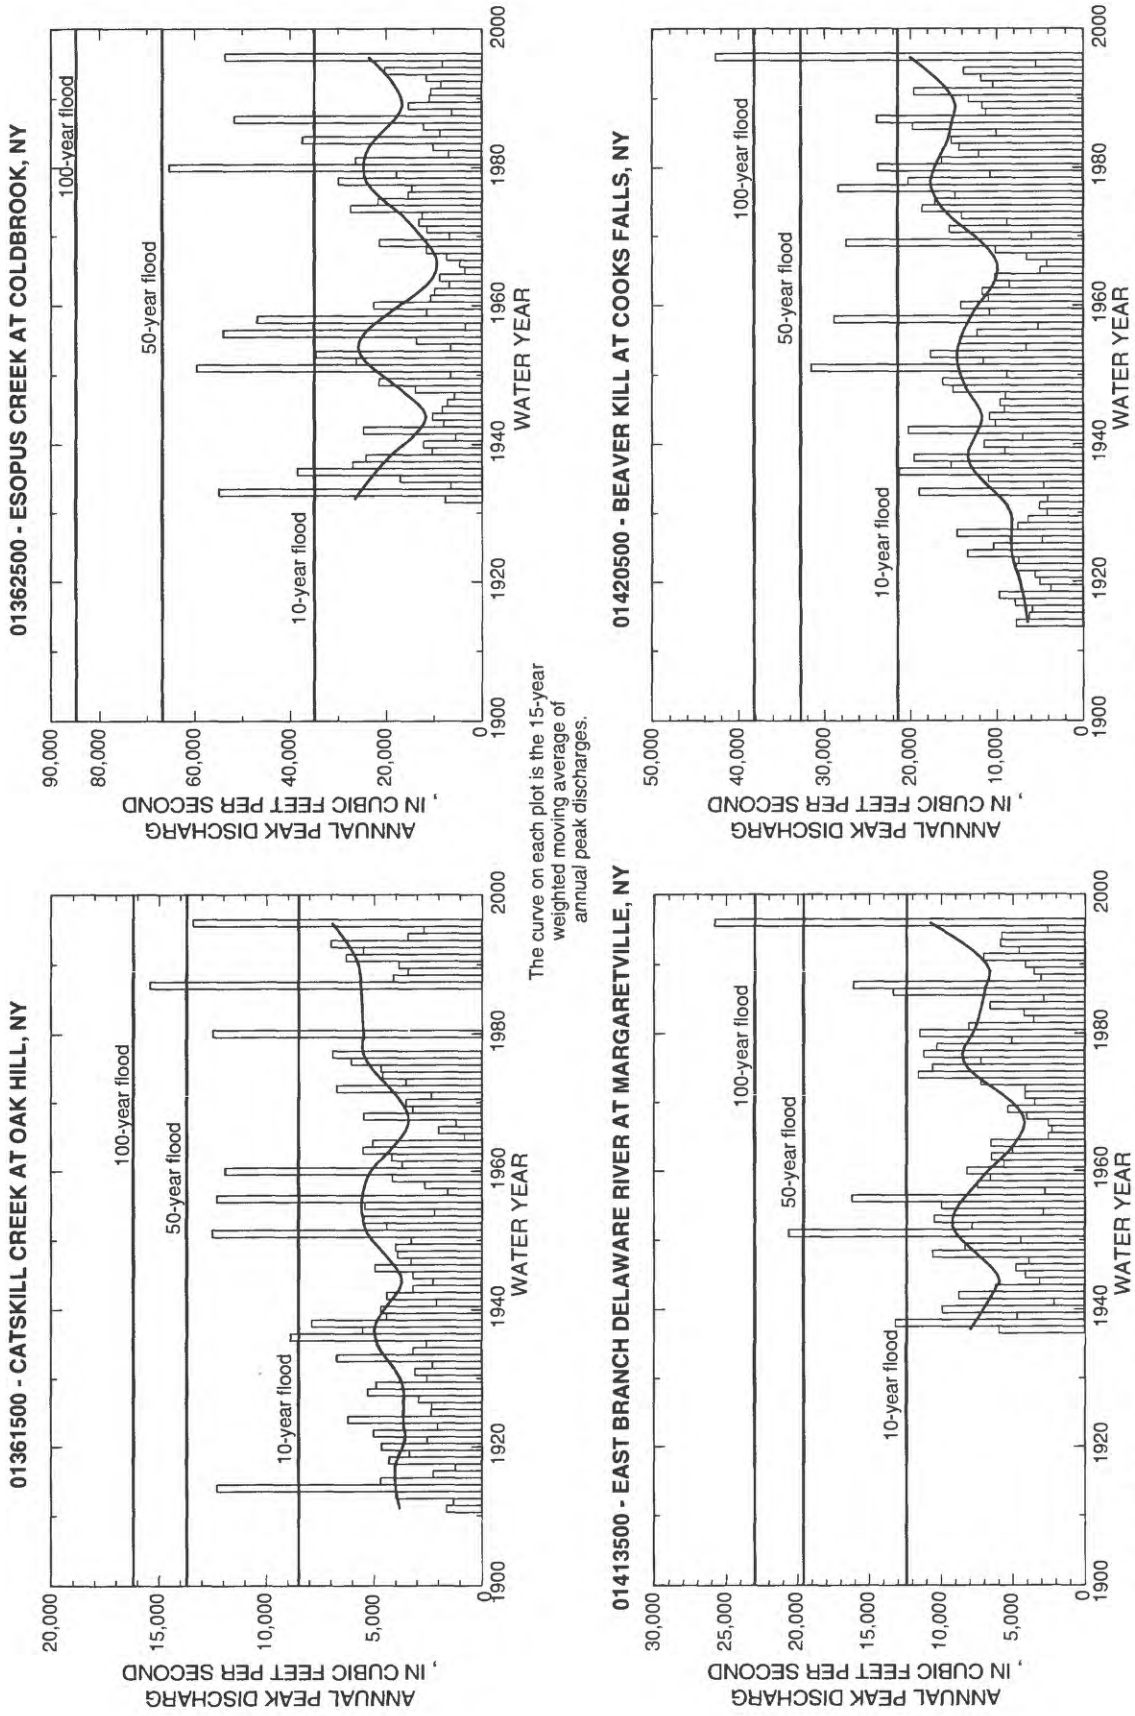 01361500 - CATSKILL CREEK AT OAK HILL, NY
ANNUAL PEAK DISCHARG
, IN CUBIC FEET PER SECOND
20,000
15,000
10,000
5,000
0
100-year flood
50-year flood
10-year flood
1900
1920
1940
1960
1980
2000
WATER YEAR
01362500 - ESOPUS CREEK AT COLDBROOK, NY
ANNUAL PEAK DISCHARG
, IN CUBIC FEET PER SECOND
90,000
80,000
60,000
40,000
20,000
0
100-year flood
50-year flood
10-year flood
1900
1920
1940
1960
1980
2000
WATER YEAR
The curve on each plot is the 15-year
weighted moving average of
annual peak discharges.
01413500 - EAST BRANCH DELAWARE RIVER AT MARGARETVILLE, NY
ANNUAL PEAK DISCHARG
, IN CUBIC FEET PER SECOND
30,000
25,000
20,000
15,000
10,000
5,000
0
100-year flood
50-year flood
10-year flood
1900
1920
1940
1960
1980
2000
WATER YEAR
01420500 - BEAVER KILL AT COOKS FALLS, NY
ANNUAL PEAK DISCHARG
, IN CUBIC FEET PER SECOND
50,000
40,000
30,000
20,000
10,000
0
100-year flood
50-year flood
10-year flood
1900
1920
1940
1960
1980
2000
WATER YEAR